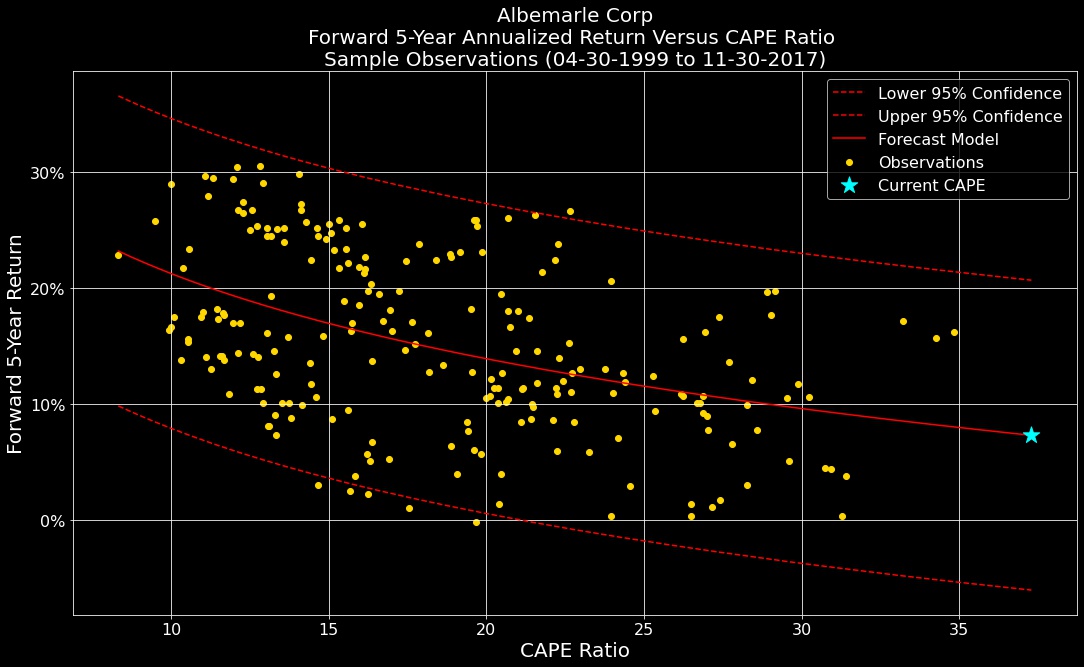 Albemarle Corp
Forward 5-Year Annualized Return Versus CAPE Ratio
Sample Observations (04-30-1999 to 11-30-2017)
Lower 95% Confidence
Upper 95% Confidence
Forecast Model
Observations
Current CAPE
Forward 5-Year Return
30%
20%
10%
0%
10
15
20
25
30
35
CAPE Ratio